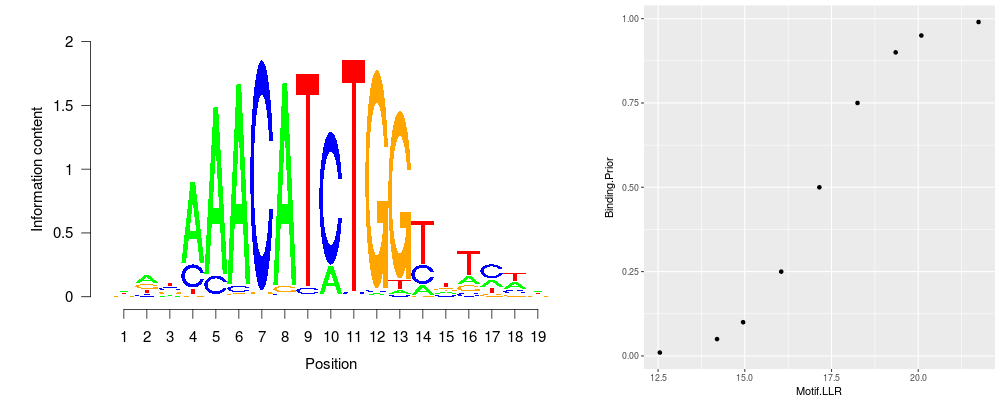 2
1.5
1
0.5
0
Information content
1 2 3 4 5 6 7 8 9 10 11 12 13 14 15 16 17 18 19
Position
A C A C A C A T C A T G G T C T C
1.00
0.75
0.50
0.25
0.00
Binding.Prior
12.5 15.0 17.5 20.0
Motif.LLR